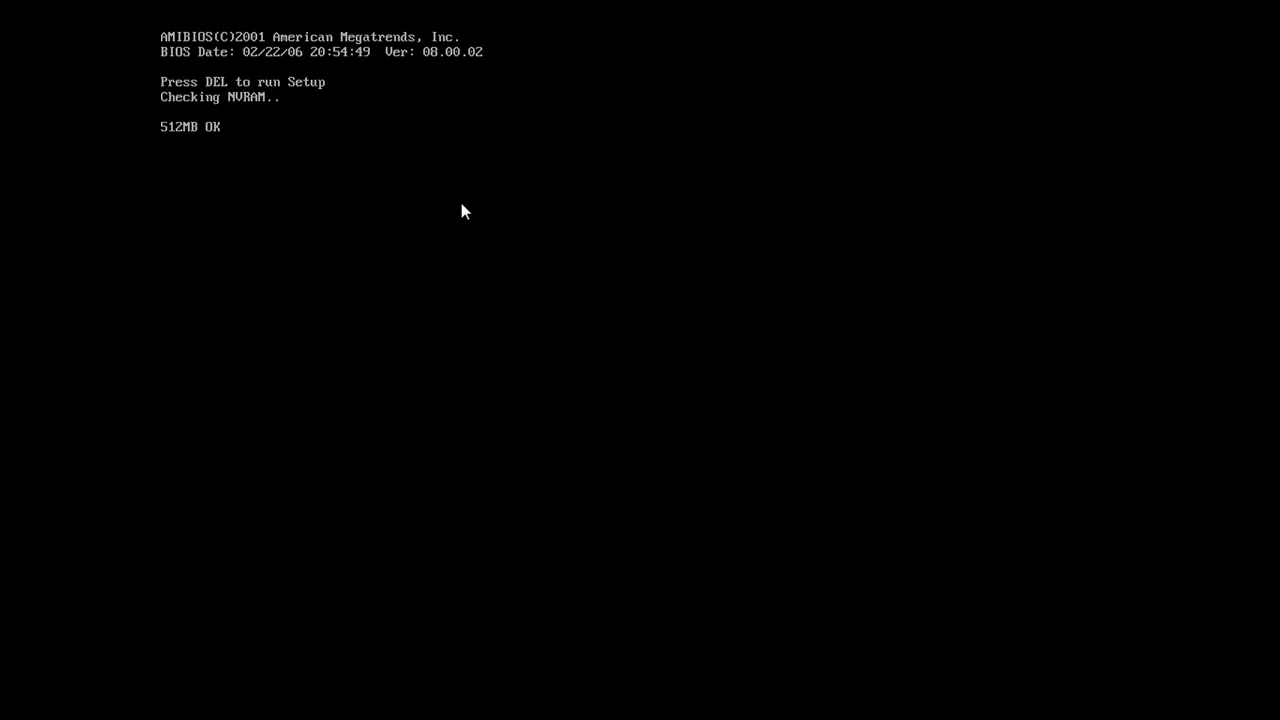 AMIBIOS(C)2001 American Megatrends, Inc.
BIOS Date: 02/22/06 20:54:49  Ver: 08.00.02
Press DEL to run Setup
Checking NVRAM..
512MB OK